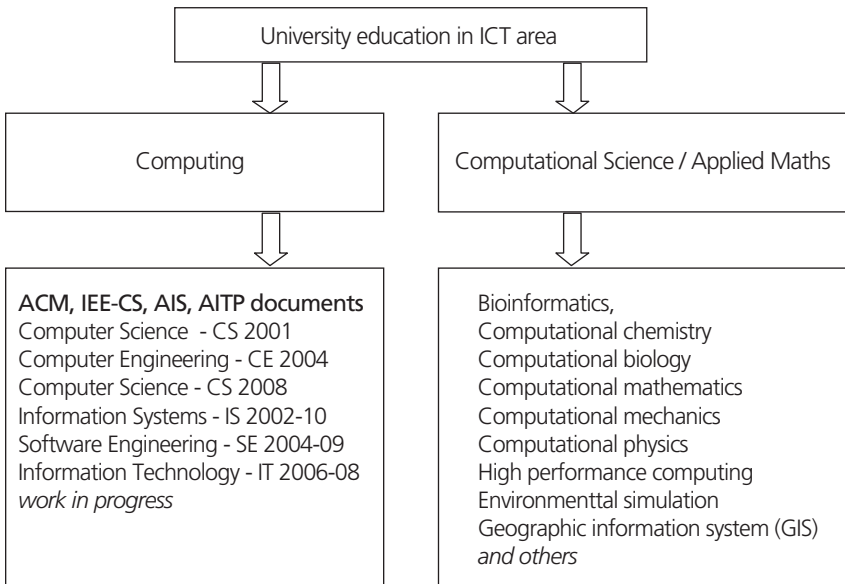 University education in ICT area
Computing
Computational Science / Applied Maths
ACM, IEE-CS, AIS, AITP documents
Computer Science - CS 2001
Computer Engineering - CE 2004
Computer Science - CS 2008
Information Systems - IS 2002-10
Software Engineering - SE 2004-09
Information Technology - IT 2006-08
work in progress
Bioinformatics,
Computational chemistry
Computational biology
Computational mathematics
Computational mechanics
Computational physics
High performance computing
Environmenttal simulation
Geographic information system (GIS)
and others